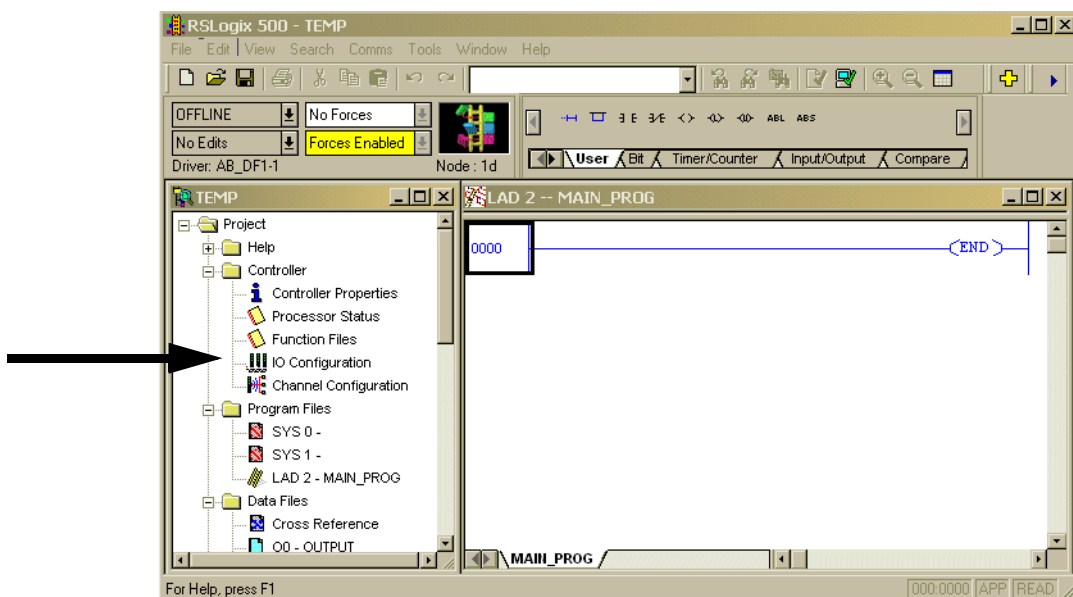 RSLogix 500 - TEMP
File Edit View Search Comms Tools Window Help
OFFLINE No Forces
No Edits Forces Enabled
Driver: AB_DF1-1 Node : 1d
ABL ABS
User Bit Timer/Counter Input/Output Compare
TEMP
Project
Help
Controller
Controller Properties
Processor Status
Function Files
IO Configuration
Channel Configuration
Program Files
SYS 0 -
SYS 1 -
LAD 2 - MAIN_PROG
Data Files
Cross Reference
O0 - OUTPUT
LAD 2 -- MAIN_PROG
0000
END
MAIN_PROG
For Help, press F1
000:0000 APP READ